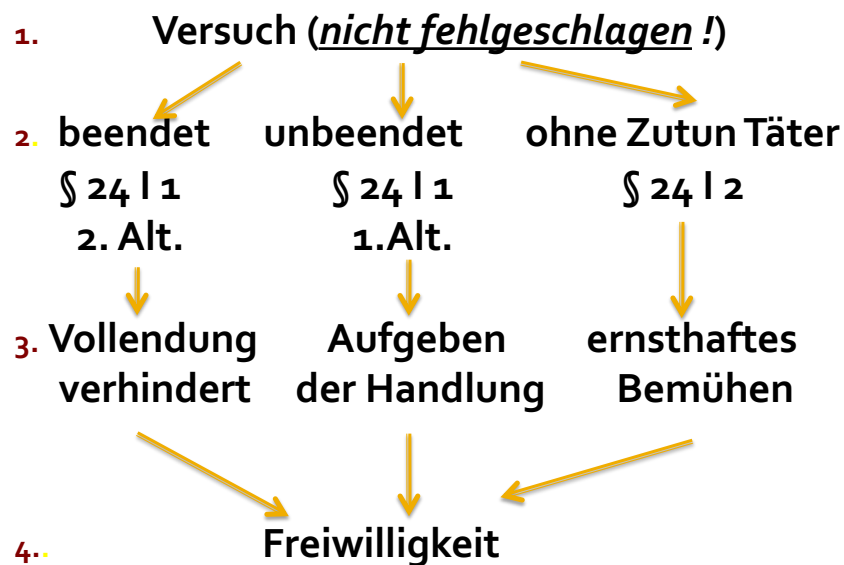 1. Versuch (nicht fehlgeschlagen !)
2. beendet unbeendet ohne Zutun Täter
§ 24 I 1 § 24 I 1 § 24 I 2
2. Alt. 1.Alt.
3. Vollendung Aufgeben ernsthaftes
verhindert der Handlung Bemühen
4.. Freiwilligkeit